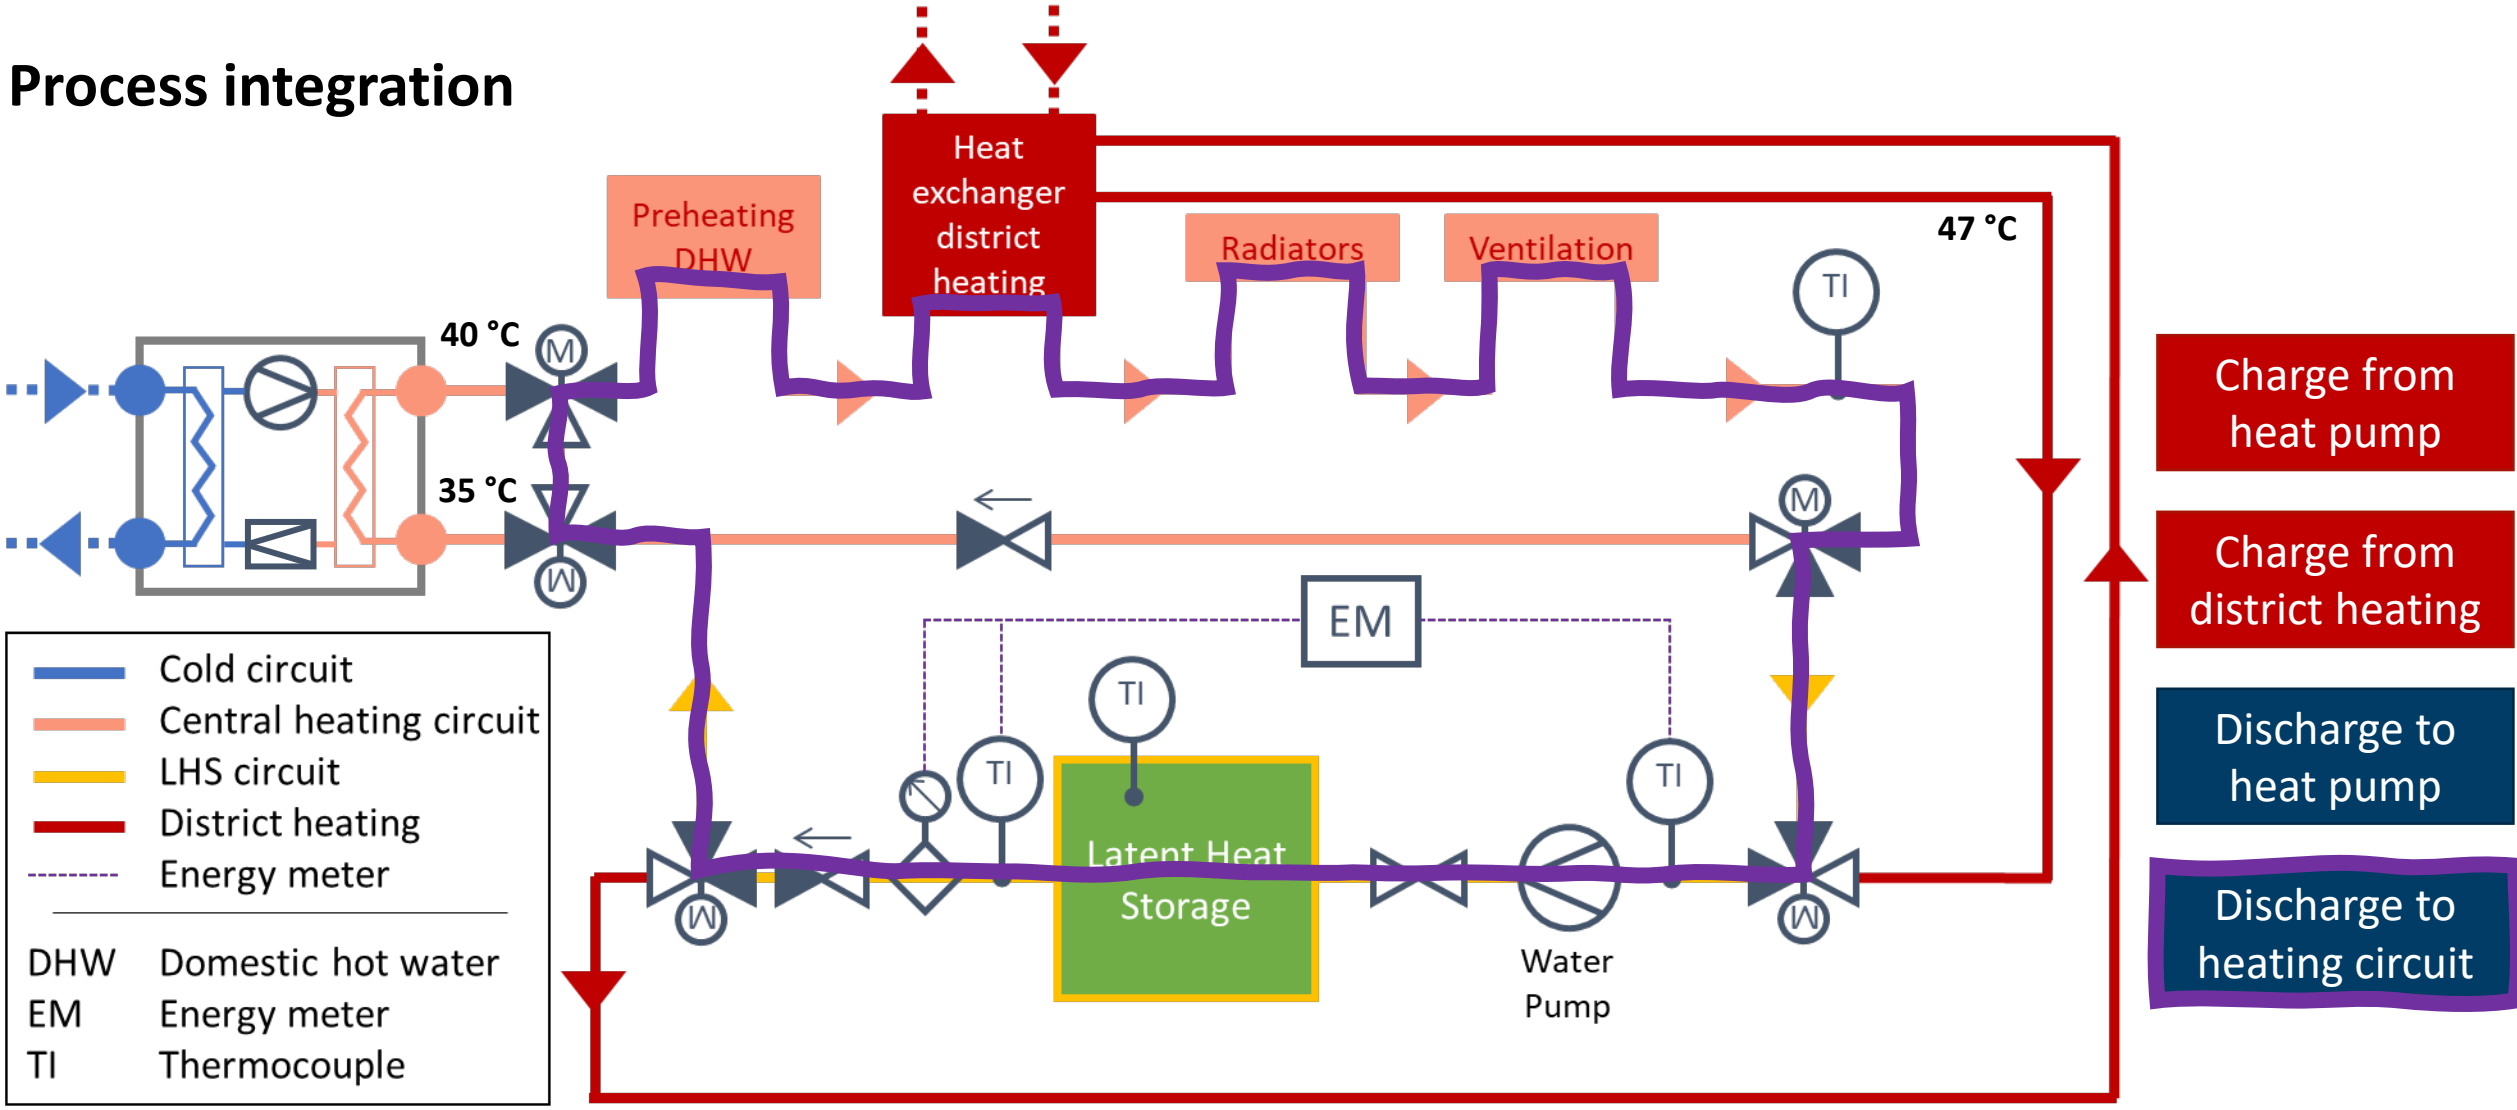 Process integration
Heat
exchanger
district
heating
Preheating
DHW
Radiators
Ventilation
47 °C
TI
40 °C
M
35 °C
M
M
EM
TI
TI
TI
Latent Heat
Storage
M
M
Water
Pump
Charge from
heat pump
Charge from
district heating
Discharge to
heat pump
Discharge to
heating circuit
Cold circuit
Central heating circuit
LHS circuit
District heating
Energy meter
DHW Domestic hot water
EM Energy meter
TI Thermocouple